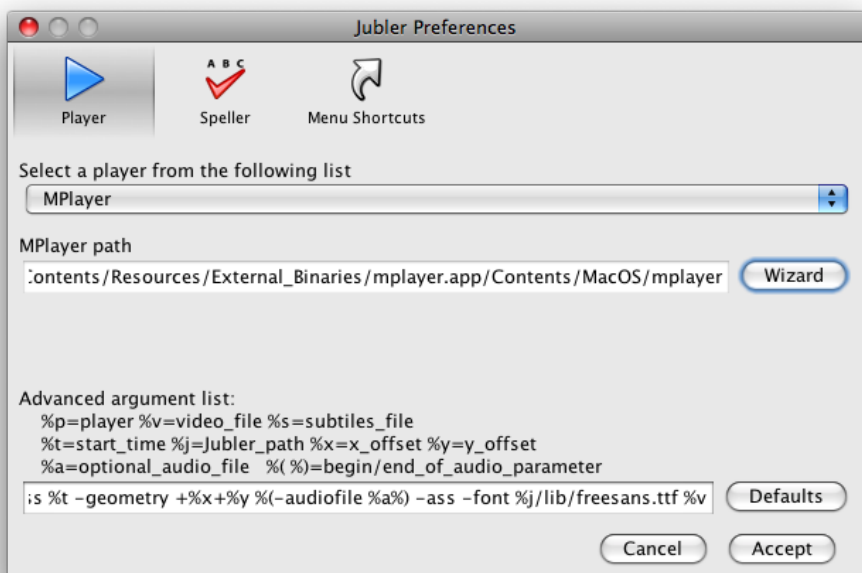 Jubler Preferences
A B C
Player Speller Menu Shortcuts
Select a player from the following list
MPlayer
MPlayer path
Contents/Resources/External_Binaries/mplayer.app/Contents/MacOS/mplayer Wizard
Advanced argument list:
%p=player %v=video_file %s=subtiles_file
%t=start_time %j=Jubler_path %x=x_offset %y=y_offset
%a=optional_audio_file %( %)=begin/end_of_audio_parameter
%t -geometry +%x+%y %(-audiofile %a%) -ass -font %j/lib/freesans.ttf %v Defaults
Cancel Accept